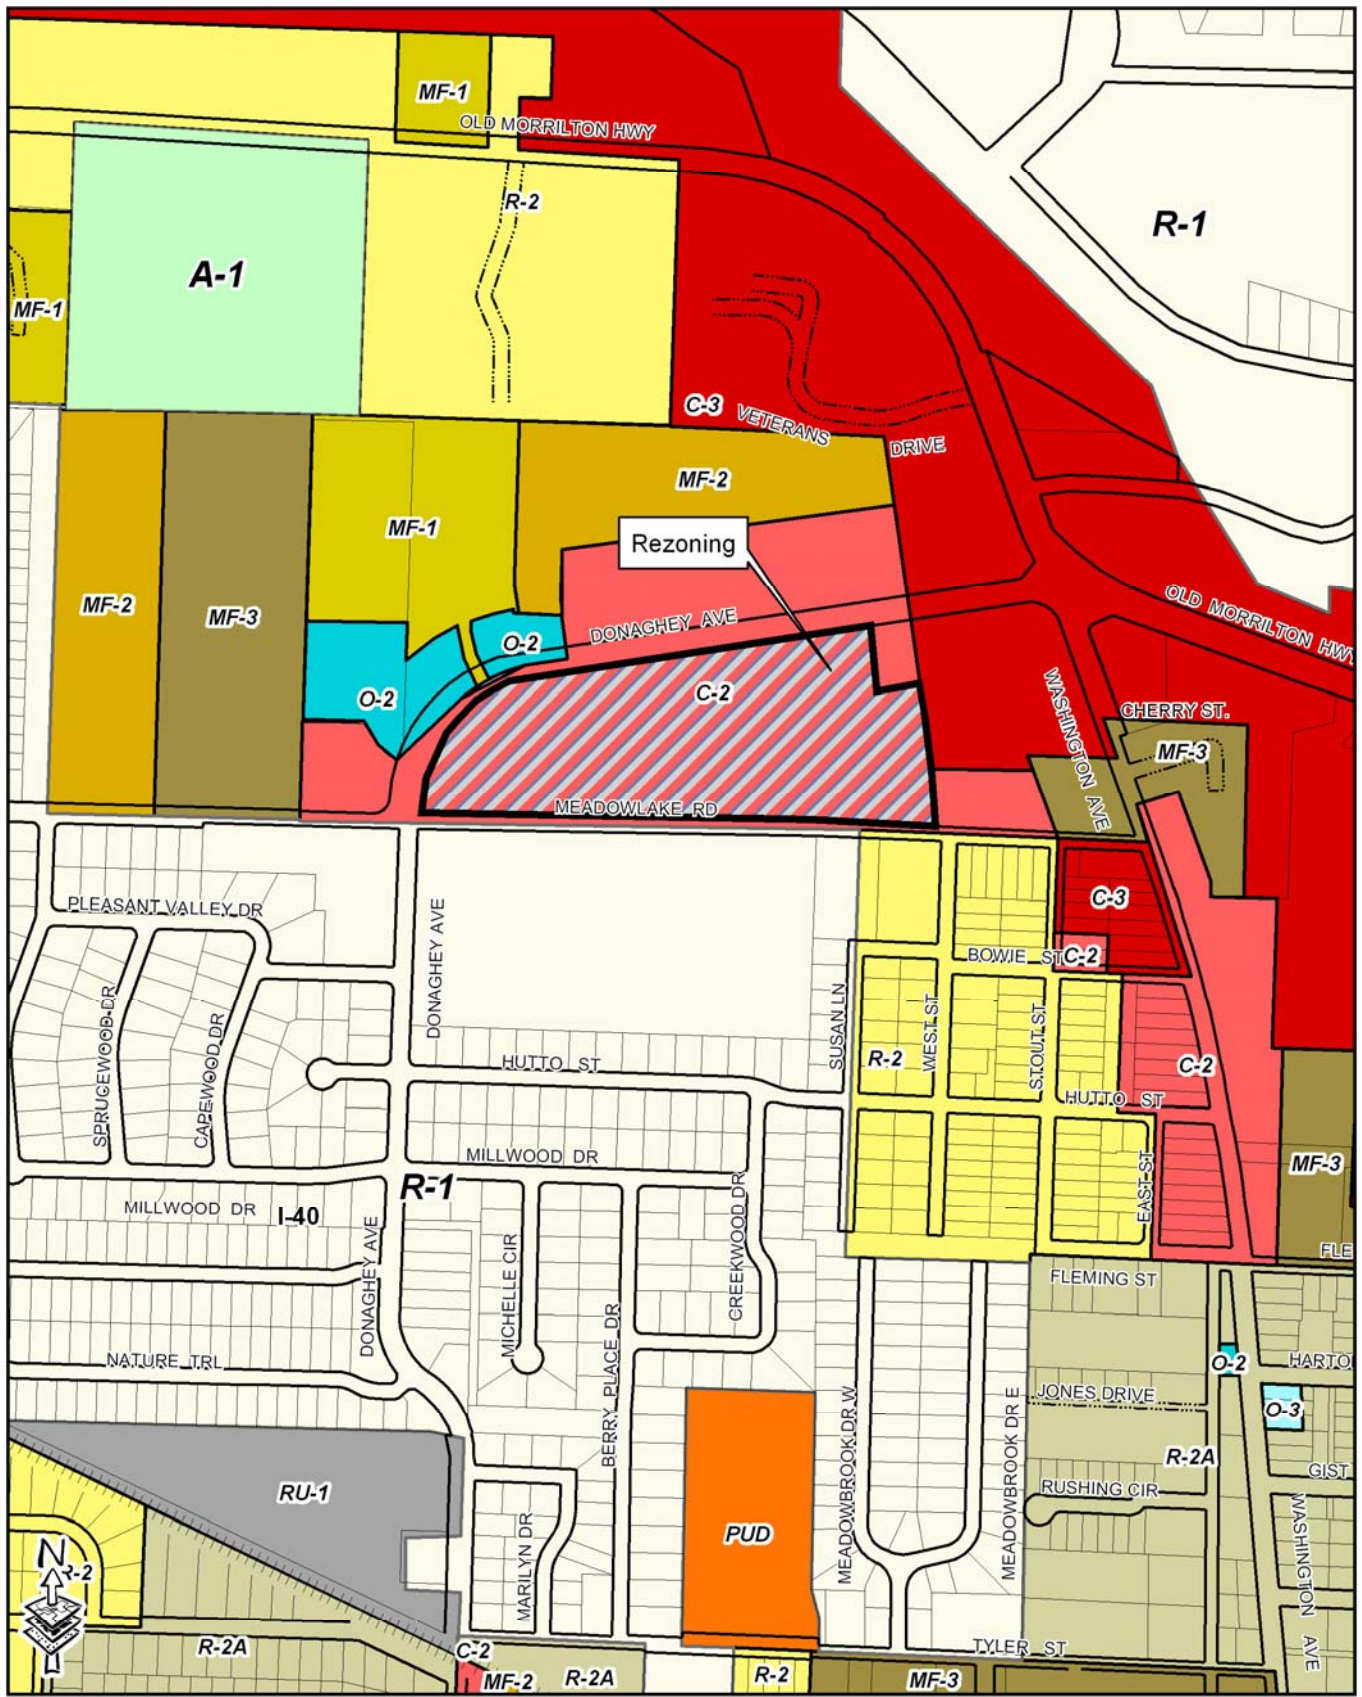 MF-1
OLD MORRILTON HWY
R-2
R-1
A-1
MF-1
C-3
VETERANS DRIVE
MF-2
MF-1
Rezoning
MF-2
MF-3
OLD MORRILTON HWY
DONAGHEY AVE
O-2
O-2
C-2
WASHINGTON AVE
CHERRY ST.
MF-3
MEADOWLAKE RD
C-3
PLEASANT VALLEY DR
DONAGHEY AVE
BOWIE ST
C-2
SUSAN LN
WEST ST
STOUT ST
SPRUCEWOOD DR
CAPEWOOD DR
HUTTO ST
R-2
C-2
HUTTO ST
MILLWOOD DR
MF-3
R-1
EAST ST
MILLWOOD DR
I-40
CREEKWOOD DR
FLE
FLEMING ST
DONAGHEY AVE
MICHELLE CIR
BERRY PLACE DR
NATURE TRL
O-2
HARTO
MEADOWBROOK DR W
MEADOWBROOK DR E
JONES DRIVE
O-3
R-2A
GIST
RU-1
RUSHING CIR
PUD
MARILYN DR
WASHINGTON AVE
N
R-2
R-2A
C-2
MF-2
R-2A
R-2
TYLER ST
MF-3